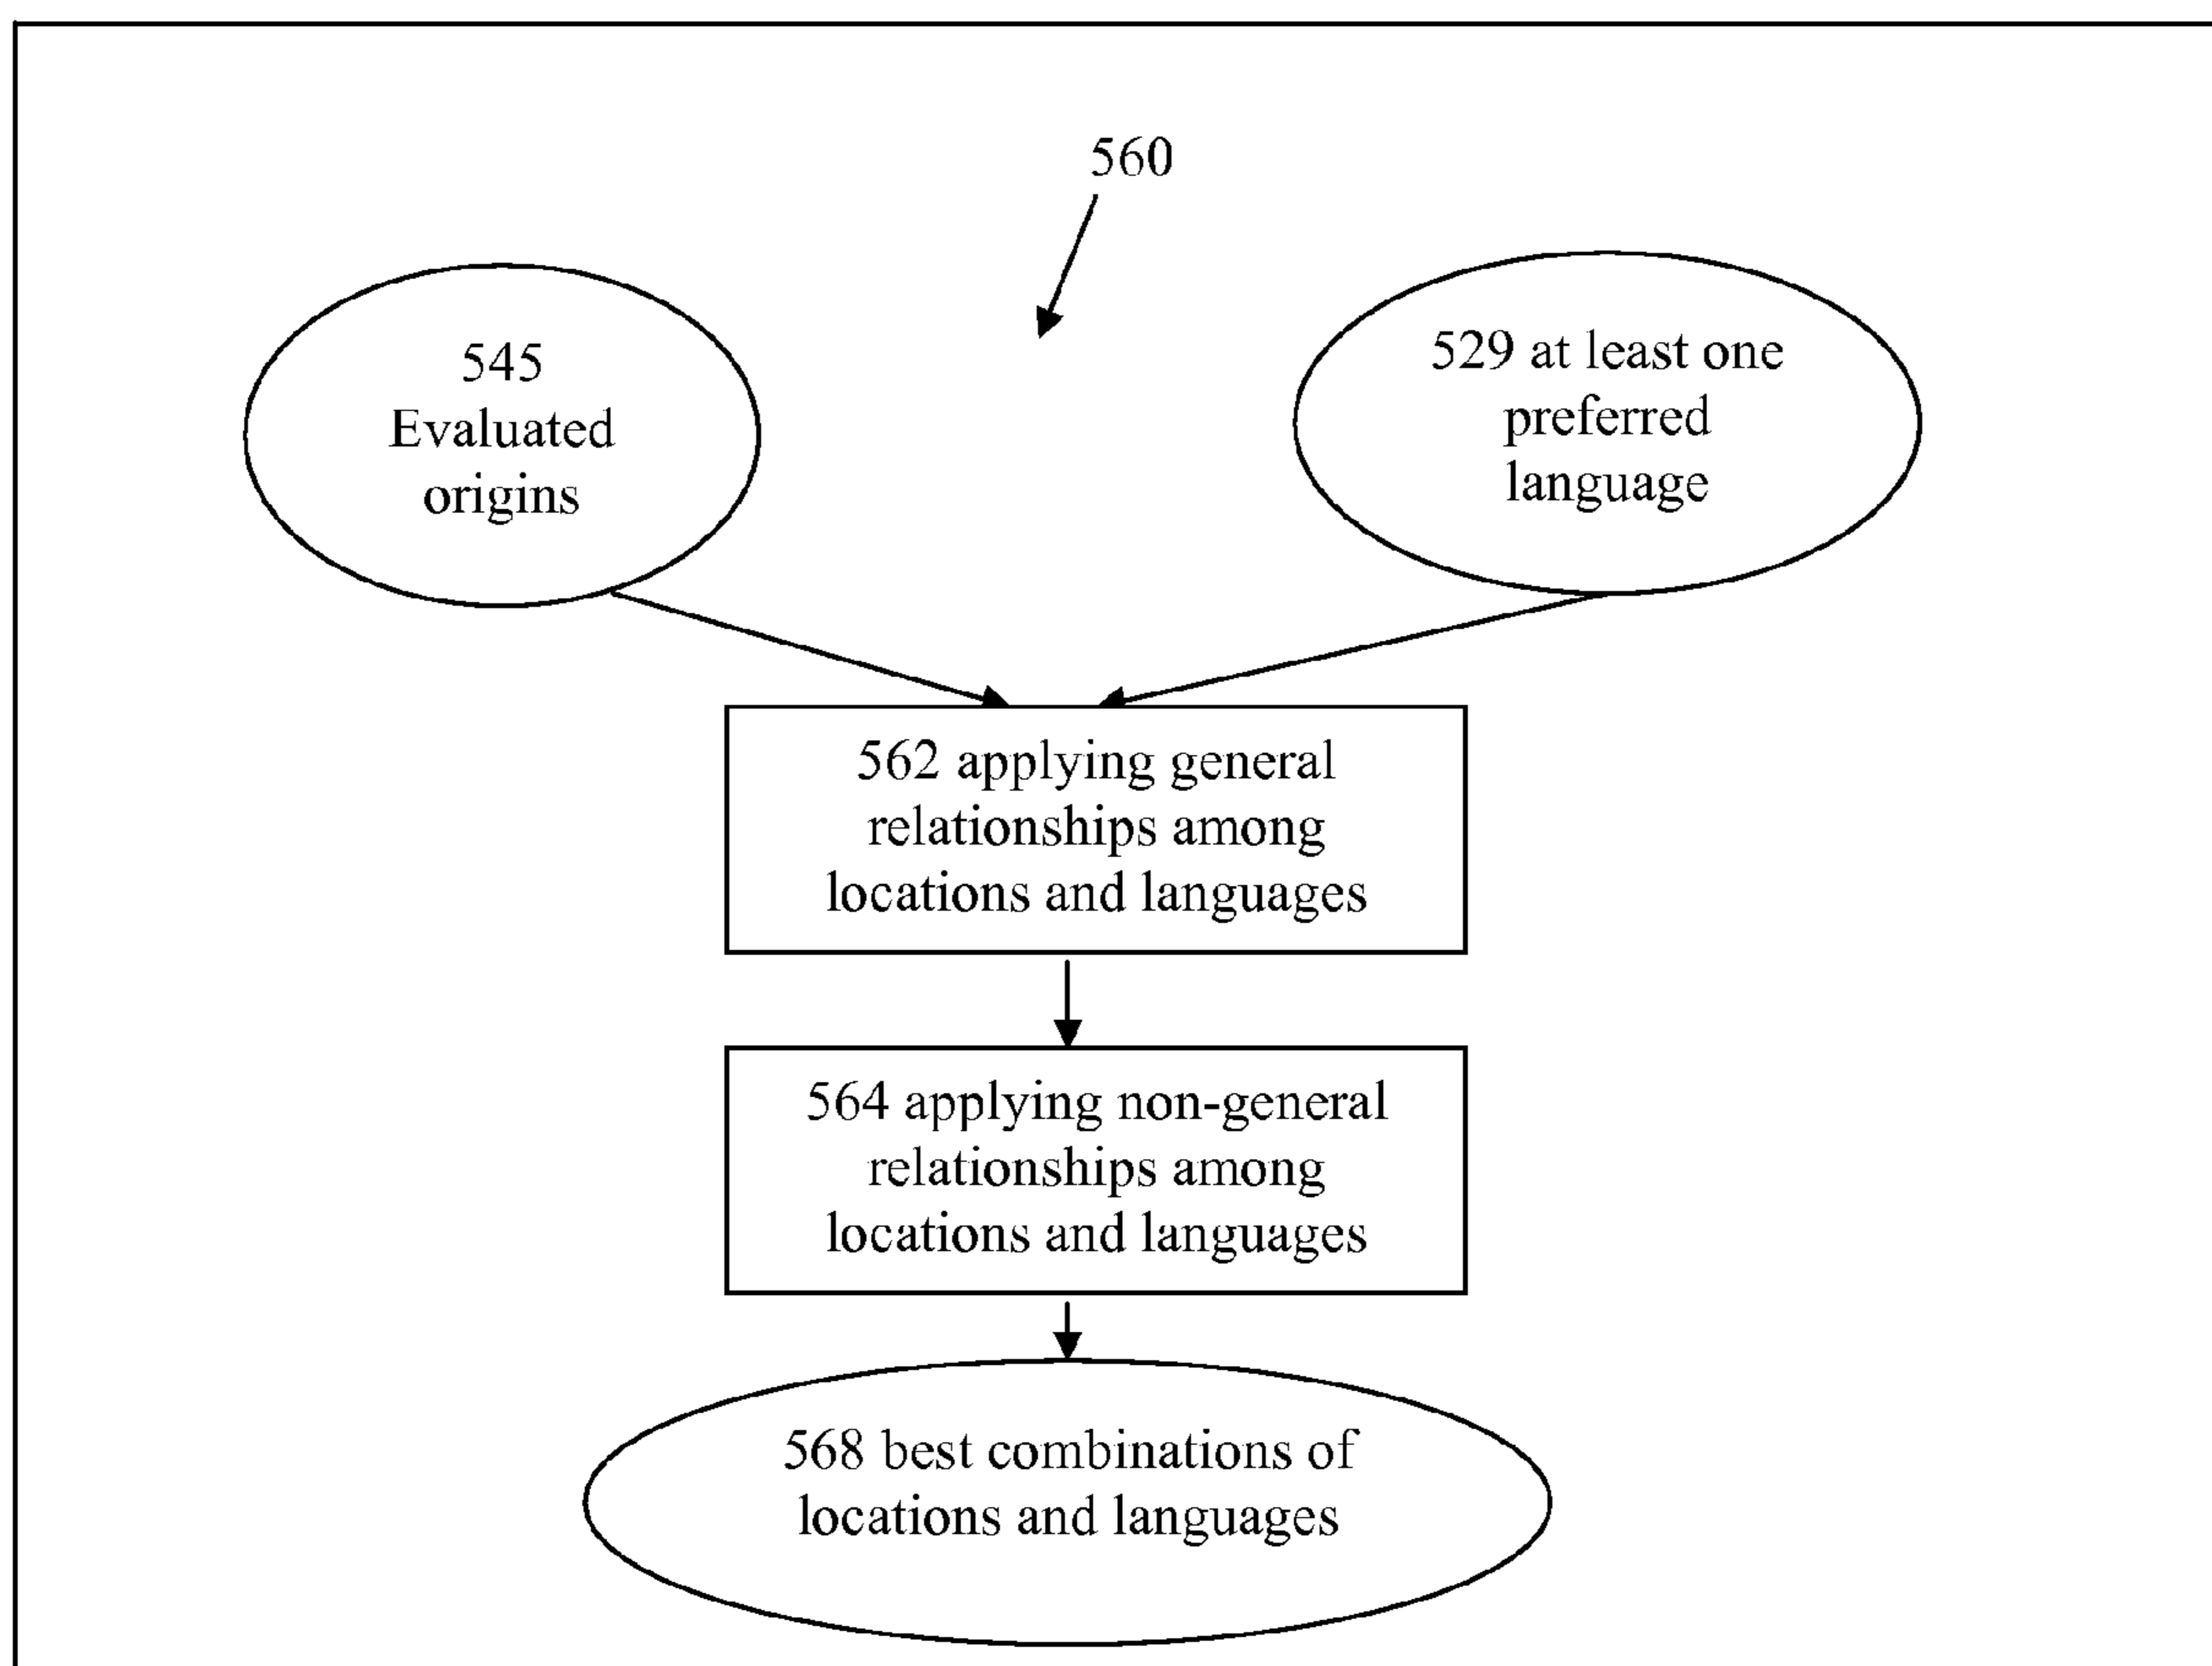 560
545
Evaluated
origins
529 at least one
preferred
language
562 applying general
relationships among
locations and languages
564 applying non-general
relationships among
locations and languages
568 best combinations of
locations and languages